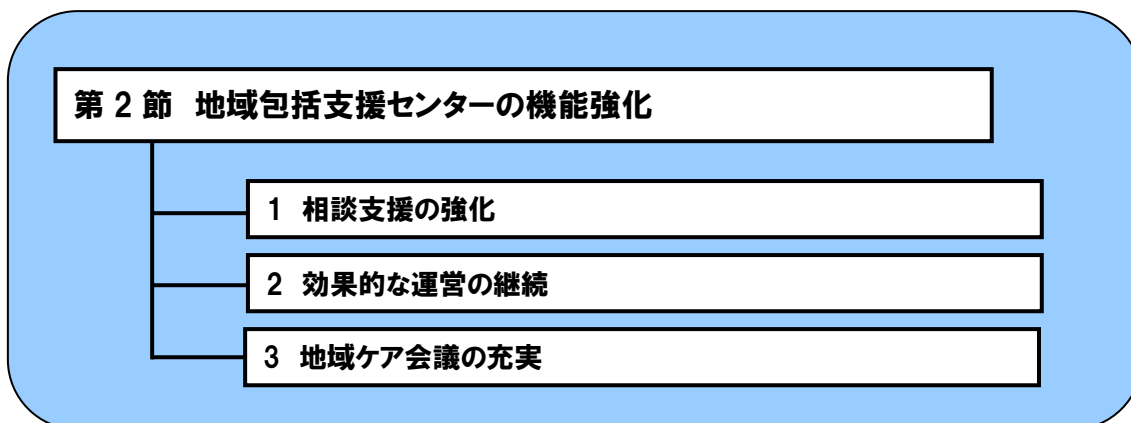 第 2 節 地域包括支援センターの機能強化
1 相談支援の強化
2 効果的な運営の継続
3 地域ケア会議の充実